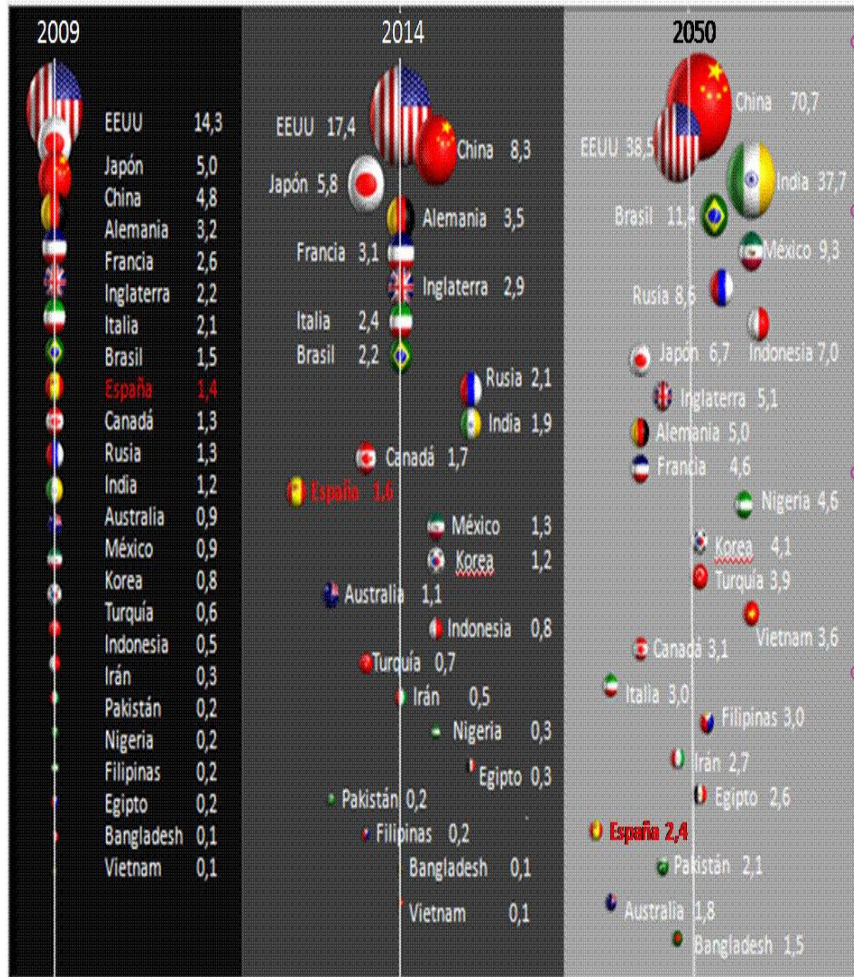 2009
EEUU 14,3
Japón 5,0
China 4,8
Alemania 3,2
Francia 2,6
Inglaterra 2,2
Italia 2,1
Brasil 1,5
España 1,4
Canadá 1,3
Rusia 1,3
India 1,2
Australia 0,9
México 0,9
Korea 0,8
Turquía 0,6
Indonesia 0,5
Irán 0,3
Pakistán 0,2
Nigeria 0,2
Filipinas 0,2
Egipto 0,2
Bangladesh 0,1
Vietnam 0,1
2014
EEUU 17,4
China 8,3
Japón 5,8
Alemania 3,5
Francia 3,1
Inglaterra 2,9
Italia 2,4
Brasil 2,2
Rusia 2,1
India 1,9
Canadá 1,7
España 1,6
México 1,3
Korea 1,2
Australia 1,1
Indonesia 0,8
Turquía 0,7
Irán 0,5
Nigeria 0,3
Egipto 0,3
Pakistán 0,2
Filipinas 0,2
Bangladesh 0,1
Vietnam 0,1
2050
China 70,7
EEUU 38,5
India 37,7
Brasil 11,4
México 9,3
Rusia 8,6
Japón 6,7 Indonesia 7,0
Inglaterra 5,1
Alemania 5,0
Francia 4,6
Nigeria 4,6
Korea 4,1
Turquía 3,9
Vietnam 3,6
Canadá 3,1
Italia 3,0
Filipinas 3,0
Irán 2,7
Egipto 2,6
España 2,4
Pakistán 2,1
Australia 1,8
Bangladesh 1,5